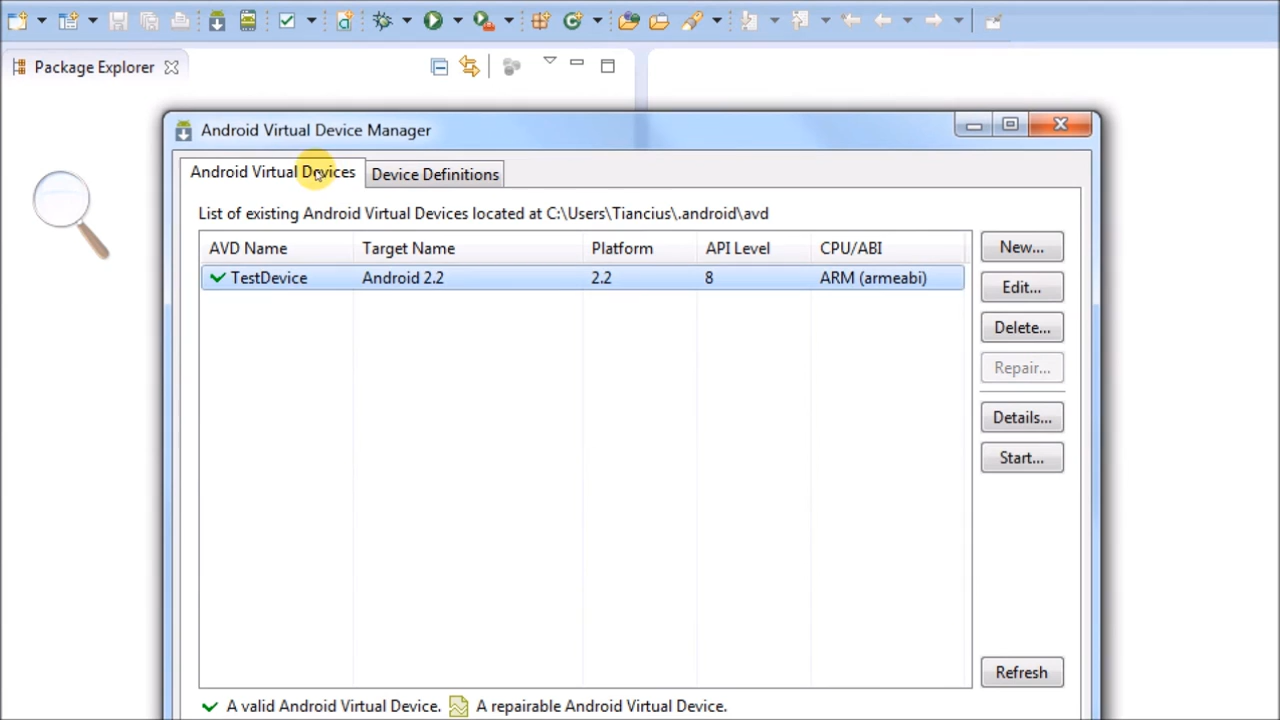 Package Explorer
Android Virtual Device Manager
Android Virtual Devices
Device Definitions
List of existing Android Virtual Devices located at C:\Users\Tiancius\.android\avd
AVD Name Target Name Platform API Level CPU/ABI
TestDevice Android 2.2 2.2 8 ARM (armeabi)
New...
Edit...
Delete...
Repair...
Details...
Start...
Refresh
A valid Android Virtual Device. A repairable Android Virtual Device.